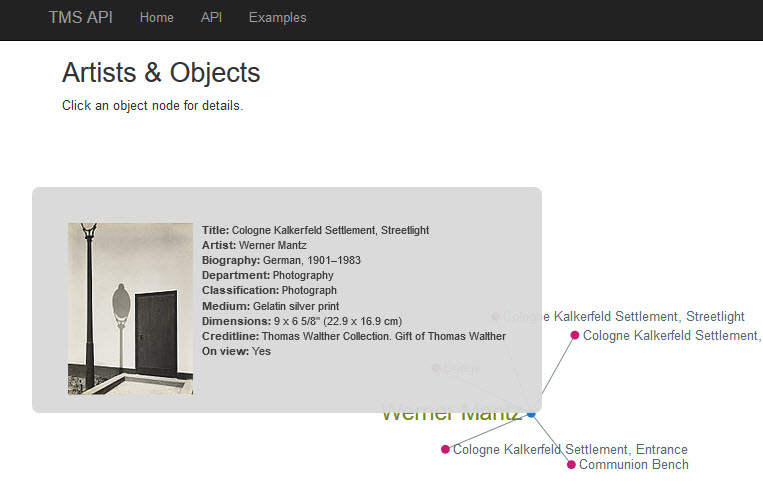 TMS API Home API Examples
Artists & Objects
Click an object node for details.
Title: Cologne Kalkerfeld Settlement, Streetlight
Artist: Werner Mantz
Biography: German, 1901–1983
Department: Photography
Classification: Photograph
Medium: Gelatin silver print
Dimensions: 9 x 6 5/8" (22.9 x 16.9 cm)
Creditline: Thomas Walther Collection. Gift of Thomas Walther
On view: Yes
Cologne Kalkerfeld Settlement, Streetlight
Cologne Kalkerfeld Settlement,
Bridge
Werner Mantz
Cologne Kalkerfeld Settlement, Entrance
Communion Bench